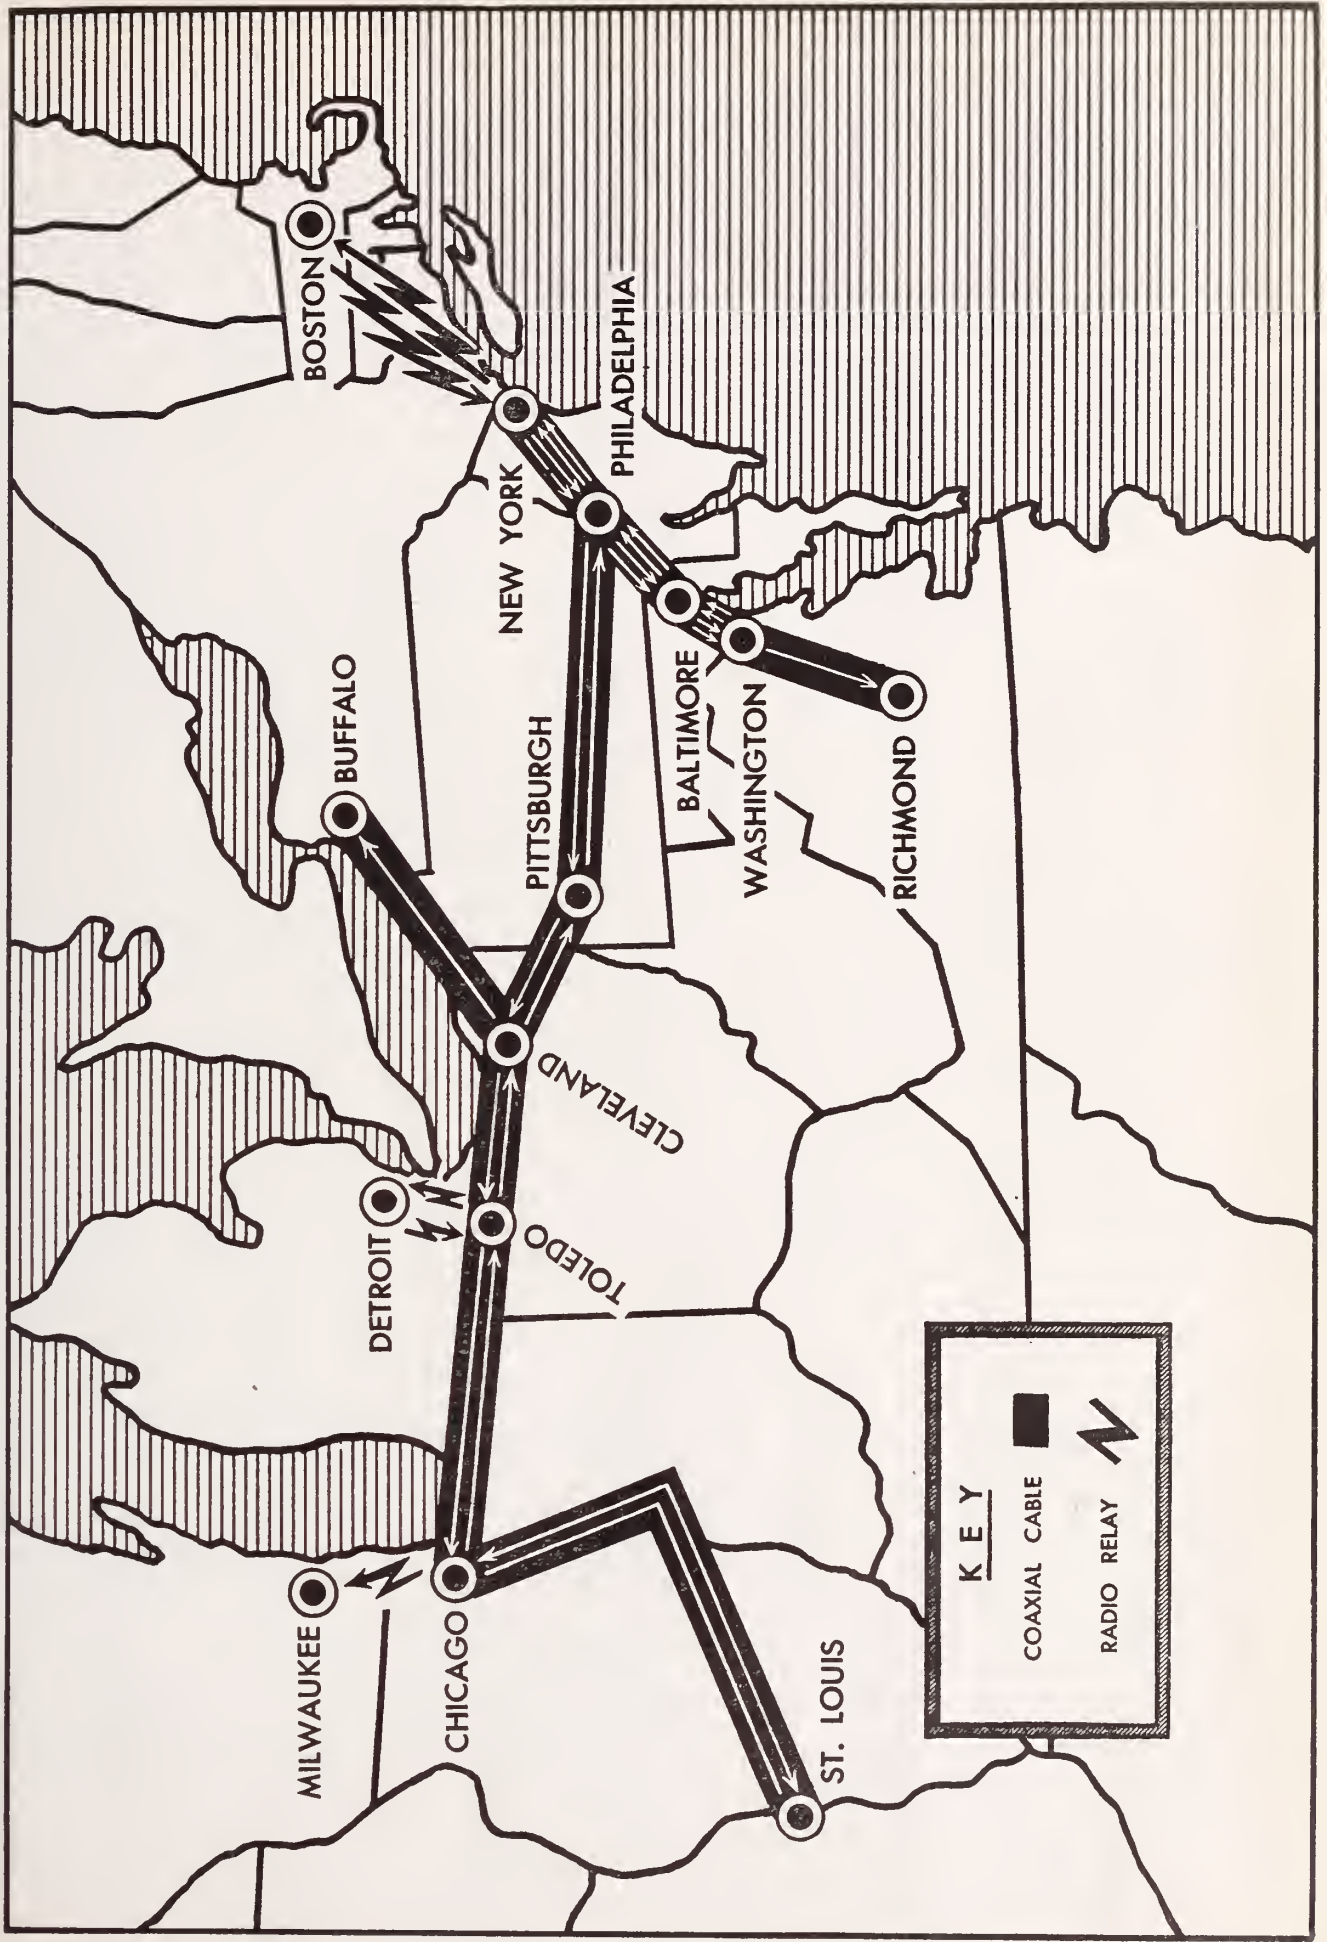 BOSTON
BUFFALO
NEW YORK
PHILADELPHIA
PITTSBURGH
DETROIT
CLEVELAND
TOLEDO
BALTIMORE
WASHINGTON
RICHMOND
MILWAUKEE
CHICAGO
ST. LOUIS
KEY
COAXIAL CABLE
RADIO RELAY